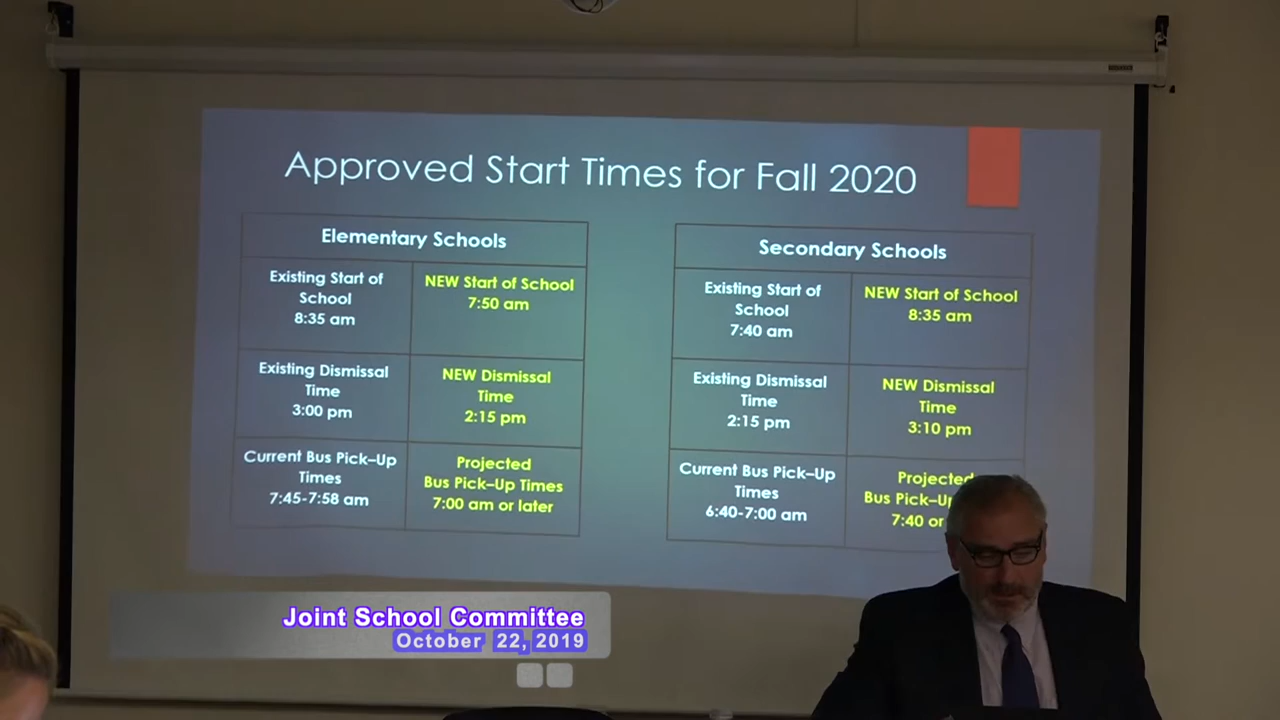 Approved Start Times for Fall 2020
Elementary Schools
Existing Start of
School
8:35 am
NEW Start of School
7:50 am
Existing Dismissal
Time
3:00 pm
NEW Dismissal
Time
2:15 pm
Current Bus Pick–Up
Times
7:45-7:58 am
Projected
Bus Pick–Up Times
7:00 am or later
Secondary Schools
Existing Start of
School
7:40 am
NEW Start of School
8:35 am
Existing Dismissal
Time
2:15 pm
NEW Dismissal
Time
3:10 pm
Current Bus Pick–Up
Times
6:40-7:00 am
Projected
Bus Pick–U
7:40 or
Joint School Committee
October 22, 2019